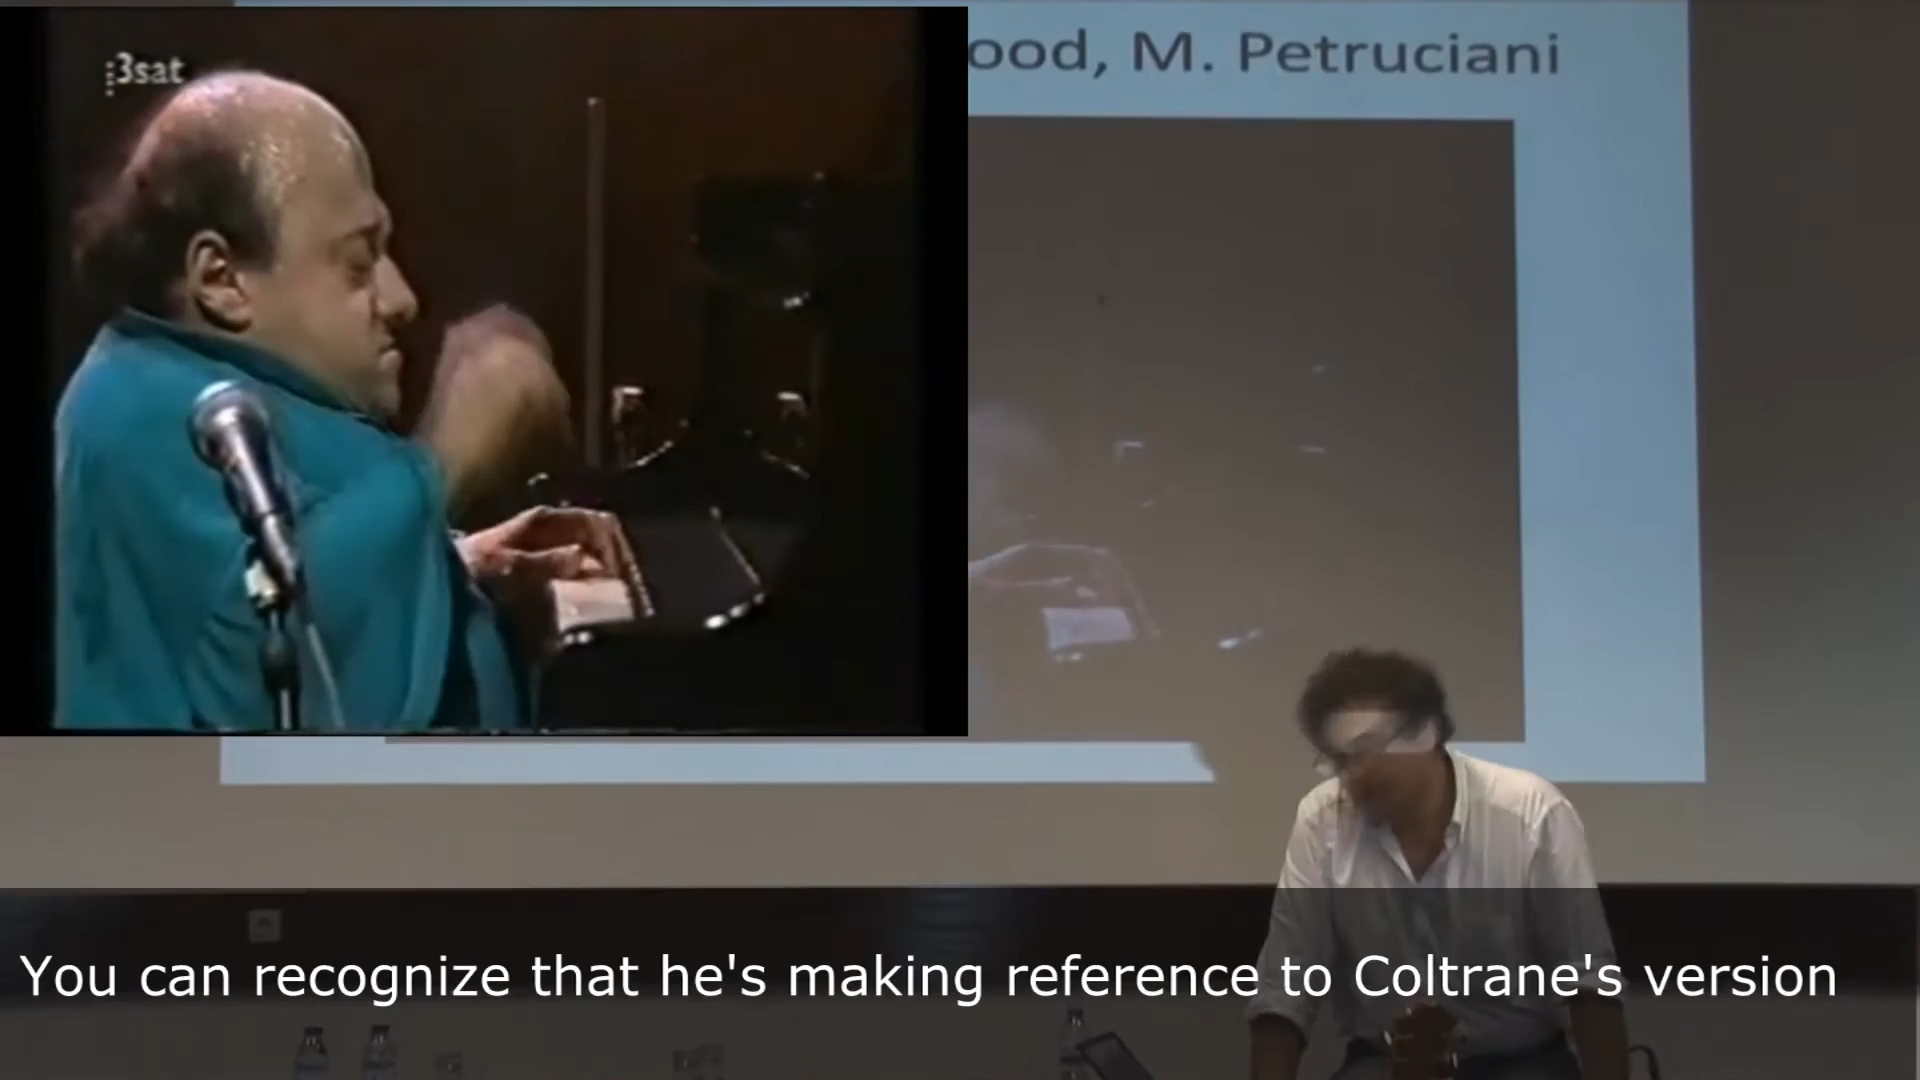 3sat
ood, M. Petruciani
You can recognize that he's making reference to Coltrane's version